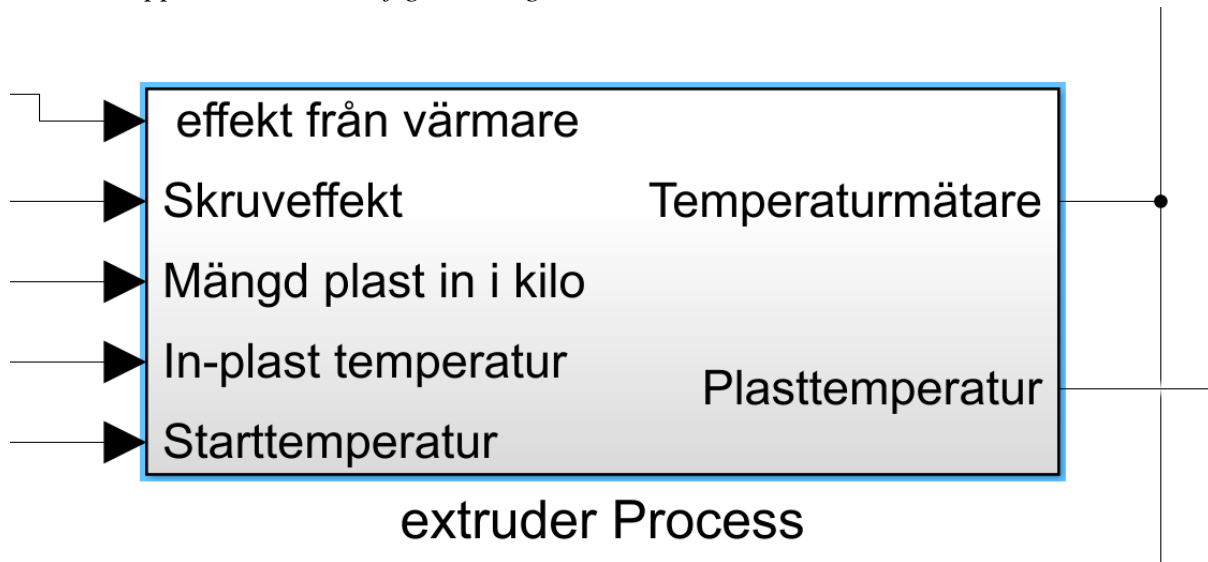 effekt från värmare
Skruveffekt
Temperaturmätare
Mängd plast in i kilo
In-plast temperatur
Plasttemperatur
Starttemperatur
extruder Process